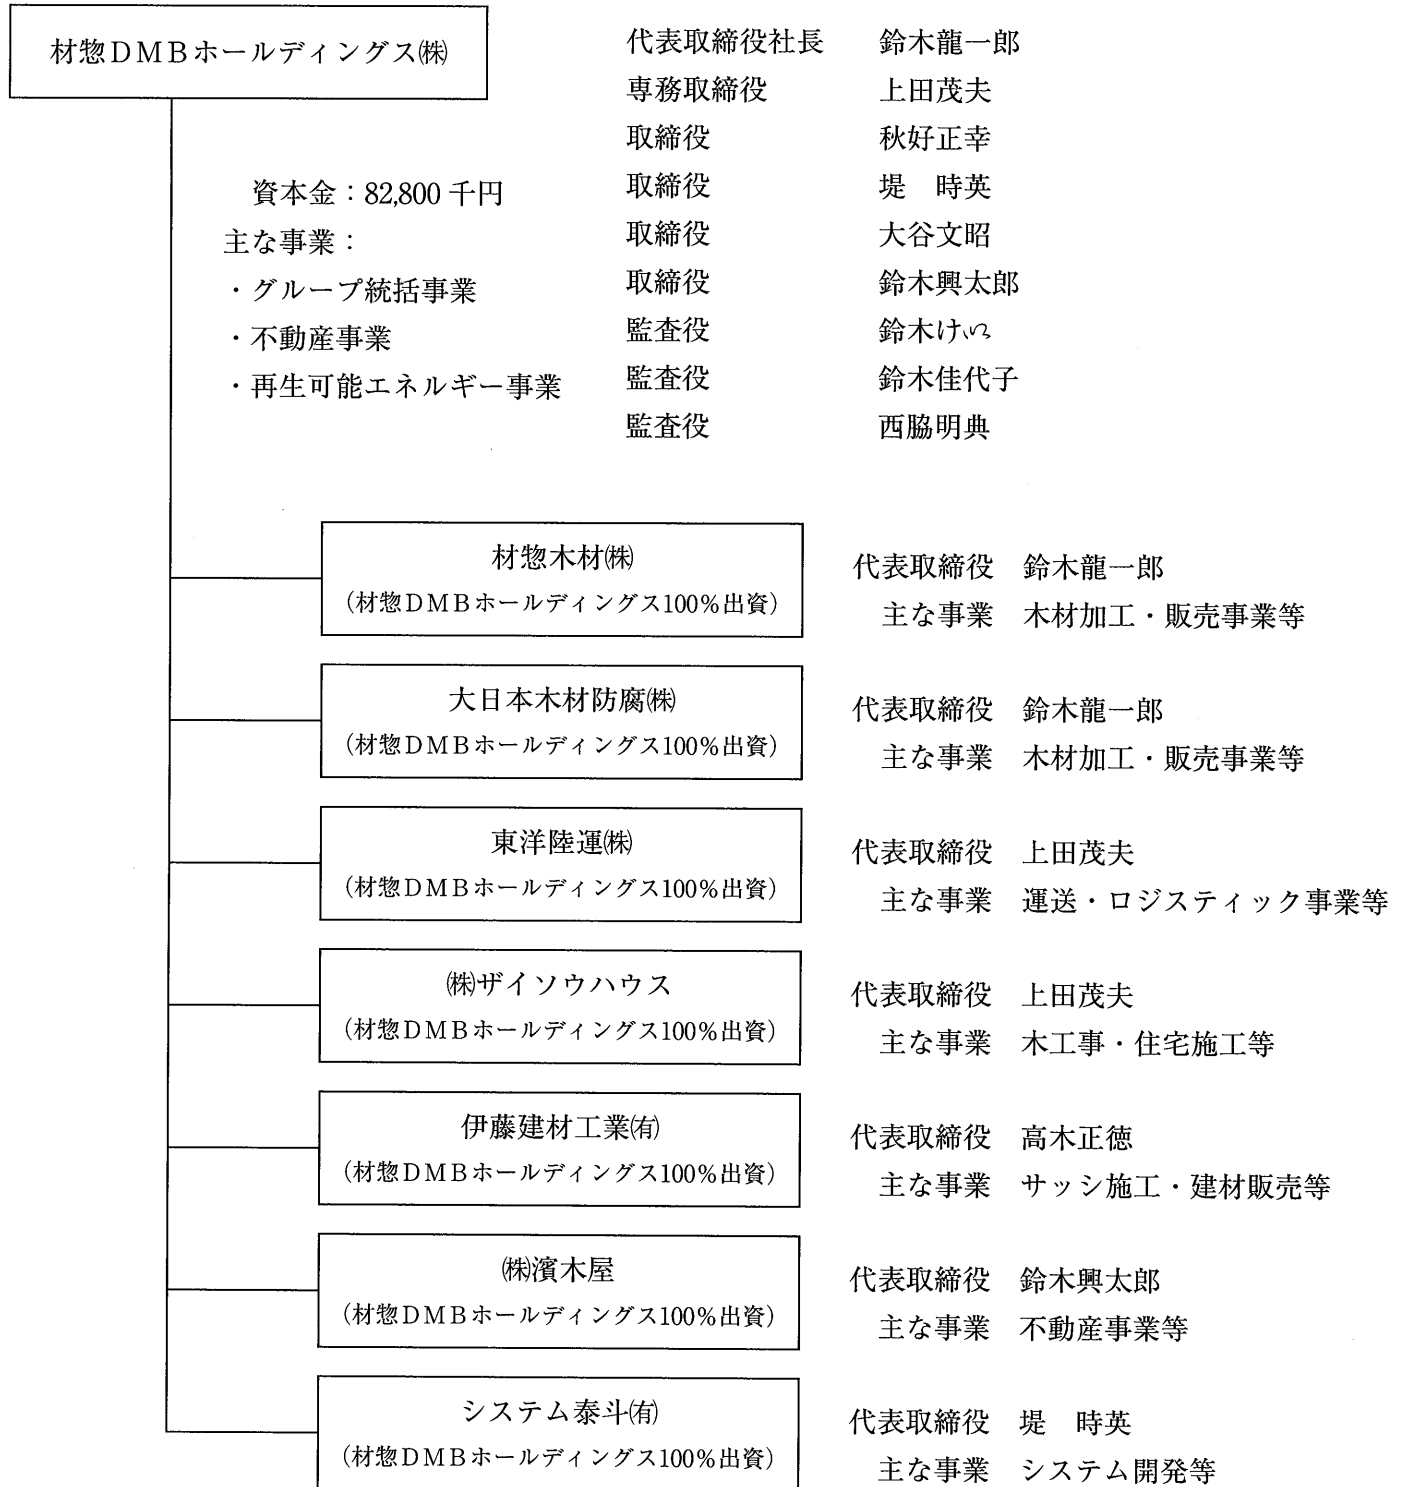 材惣DMBホールディングス㈱
代表取締役社長 鈴木龍一郎
専務取締役 上田茂夫
取締役 秋好正幸
取締役 堤 時英
取締役 大谷文昭
取締役 鈴木興太郎
監査役 鈴木けい
監査役 鈴木佳代子
監査役 西脇明典
資本金：82,800千円
主な事業：
・グループ統括事業
・不動産事業
・再生可能エネルギー事業
材惣木材㈱
（材惣DMBホールディングス100%出資）
代表取締役 鈴木龍一郎
主な事業 木材加工・販売事業等
大日本木材防腐㈱
（材惣DMBホールディングス100%出資）
代表取締役 鈴木龍一郎
主な事業 木材加工・販売事業等
東洋陸運㈱
（材惣DMBホールディングス100%出資）
代表取締役 上田茂夫
主な事業 運送・ロジスティック事業等
㈱ザイソウハウス
（材惣DMBホールディングス100%出資）
代表取締役 上田茂夫
主な事業 木工事・住宅施工等
伊藤建材工業㈲
（材惣DMBホールディングス100%出資）
代表取締役 高木正徳
主な事業 サッシ施工・建材販売等
㈱濱木屋
（材惣DMBホールディングス100%出資）
代表取締役 鈴木興太郎
主な事業 不動産事業等
システム泰斗㈲
（材惣DMBホールディングス100%出資）
代表取締役 堤 時英
主な事業 システム開発等